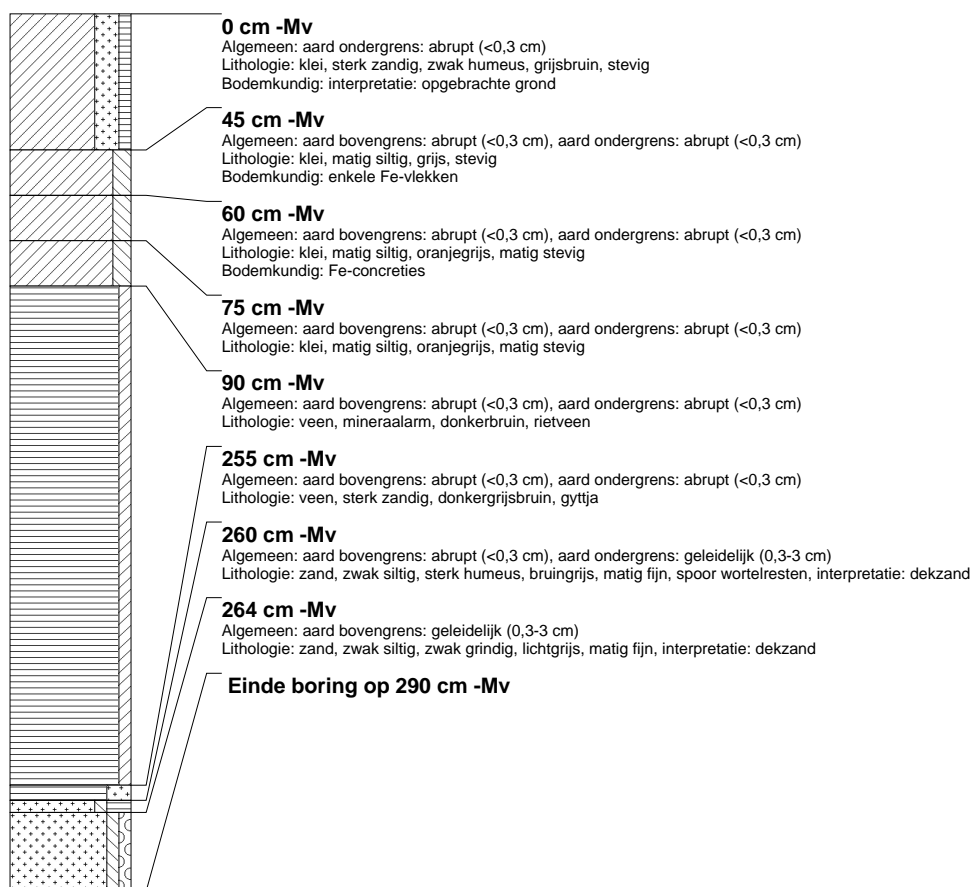 0 cm -Mv
Algemeen: aard ondergrens: abrupt (<0,3 cm)
Lithologie: klei, sterk zandig, zwak humeus, grijsbruin, stevig
Bodemkundig: interpretatie: opgebrachte grond
45 cm -Mv
Algemeen: aard bovengrens: abrupt (<0,3 cm), aard ondergrens: abrupt (<0,3 cm)
Lithologie: klei, matig siltig, grijs, stevig
Bodemkundig: enkele Fe-vlekken
60 cm -Mv
Algemeen: aard bovengrens: abrupt (<0,3 cm), aard ondergrens: abrupt (<0,3 cm)
Lithologie: klei, matig siltig, oranjegrijs, matig stevig
Bodemkundig: Fe-concreties
75 cm -Mv
Algemeen: aard bovengrens: abrupt (<0,3 cm), aard ondergrens: abrupt (<0,3 cm)
Lithologie: klei, matig siltig, oranjegrijs, matig stevig
90 cm -Mv
Algemeen: aard bovengrens: abrupt (<0,3 cm), aard ondergrens: abrupt (<0,3 cm)
Lithologie: veen, mineraalarm, donkerbruin, rietveen
255 cm -Mv
Algemeen: aard bovengrens: abrupt (<0,3 cm), aard ondergrens: abrupt (<0,3 cm)
Lithologie: veen, sterk zandig, donkergrijsbruin, gyttja
260 cm -Mv
Algemeen: aard bovengrens: abrupt (<0,3 cm), aard ondergrens: geleidelijk (0,3-3 cm)
Lithologie: zand, zwak siltig, sterk humeus, bruingrijs, matig fijn, spoor wortelresten, interpretatie: dekzand
264 cm -Mv
Algemeen: aard bovengrens: geleidelijk (0,3-3 cm)
Lithologie: zand, zwak siltig, zwak grindig, lichtgrijs, matig fijn, interpretatie: dekzand
Einde boring op 290 cm -Mv